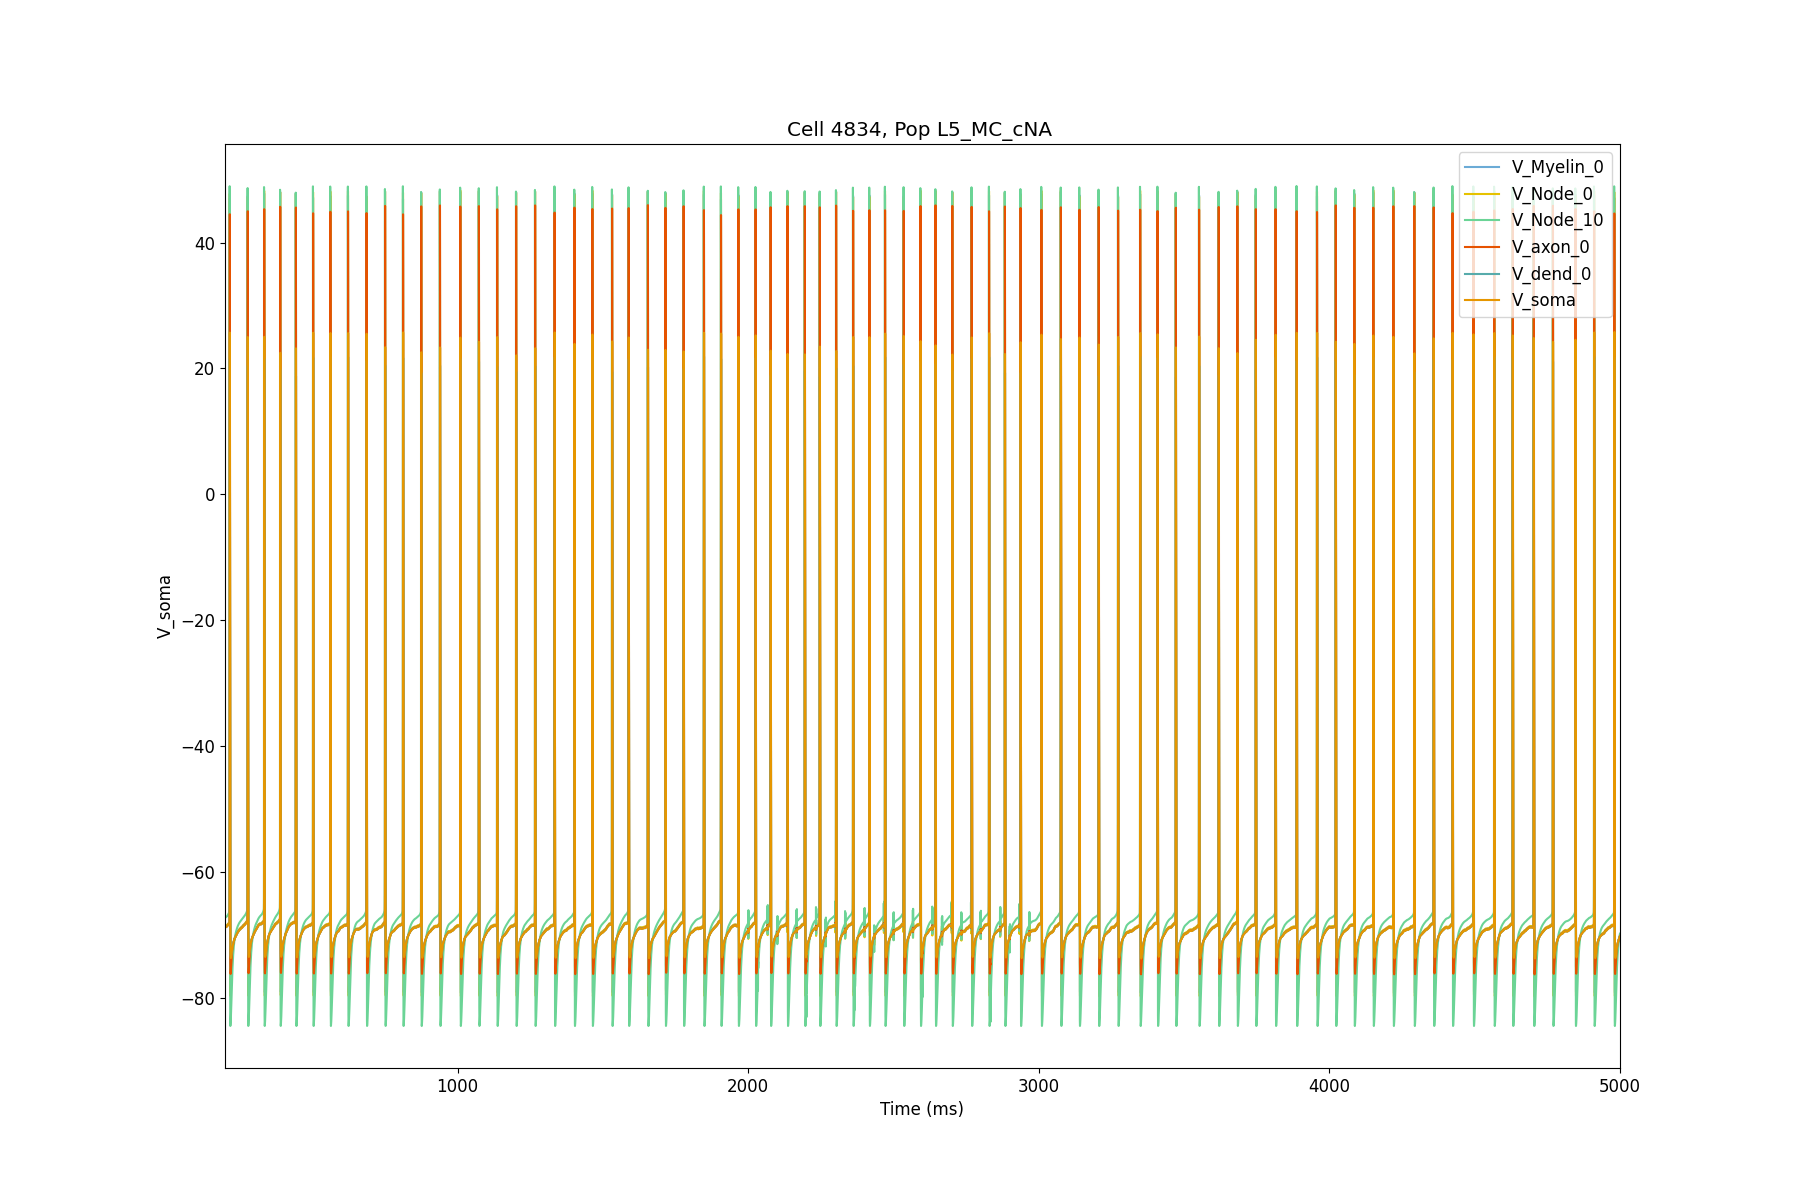 Cell 4834, Pop L5_MC_cNA
V_Myelin_0
V_Node_0
V_Node_10
V_axon_0
V_dend_0
V_soma
V_soma
40
20
0
−20
−40
−60
−80
1000
2000
3000
4000
5000
Time (ms)